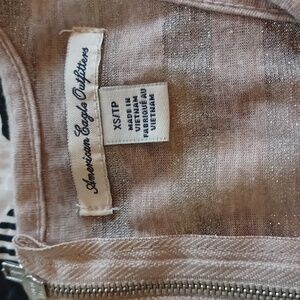 American Eagle Outfitters
XS/TP
MADE IN
VIETNAM
FABRIQUÉ AU
VIETNAM